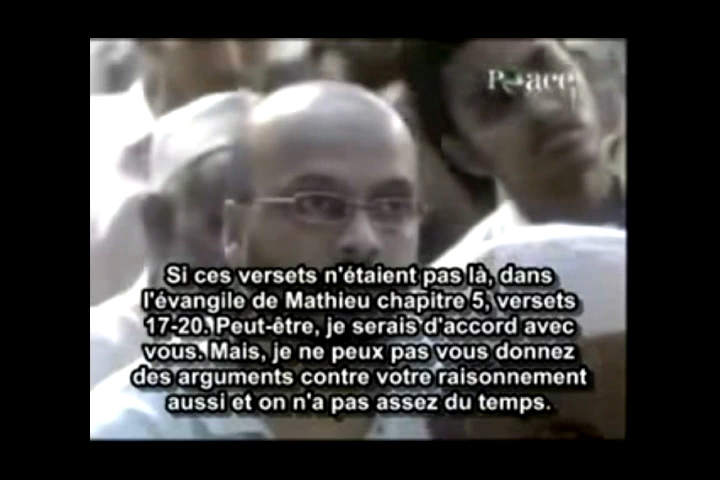 Peace
Si ces versets n'étaient pas là, dans
l'évangile de Mathieu chapitre 5, versets
17-20. Peut-être, je serais d'accord avec
vous. Mais, je ne peux pas vous donnez
des arguments contre votre raisonnement
aussi et on n'a pas assez du temps.